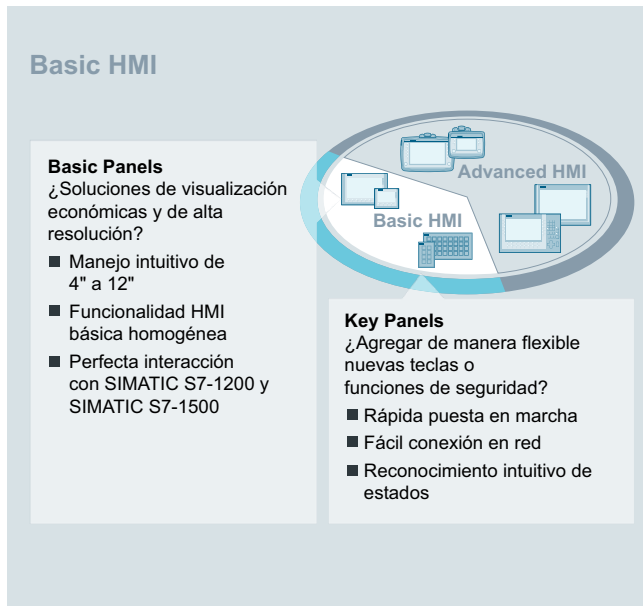 Basic HMI
Advanced HMI
Basic HMI
Basic Panels
¿Soluciones de visualización
económicas y de alta
resolución?
Manejo intuitivo de
4" a 12"
Funcionalidad HMI
básica homogénea
Perfecta interacción
con SIMATIC S7-1200 y
SIMATIC S7-1500
Key Panels
¿Agregar de manera flexible
nuevas teclas o
funciones de seguridad?
Rápida puesta en marcha
Fácil conexión en red
Reconocimiento intuitivo de
estados